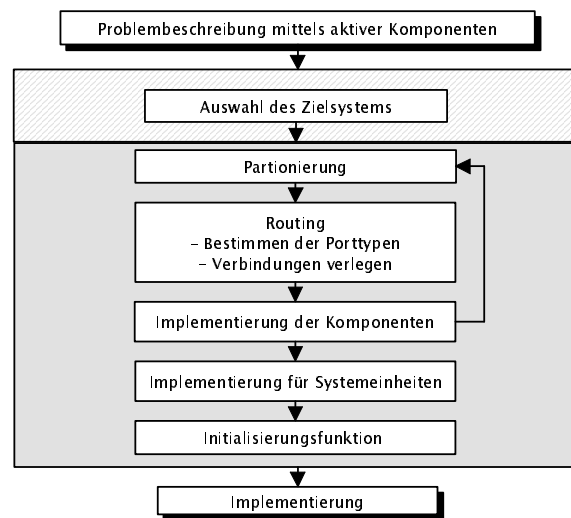 Problembeschreibung mittels aktiver Komponenten
Auswahl des Zielsystems
Partionierung
Routing
– Bestimmen der Porttypen
– Verbindungen verlegen
Implementierung der Komponenten
Implementierung für Systemeinheiten
Initialisierungsfunktion
Implementierung